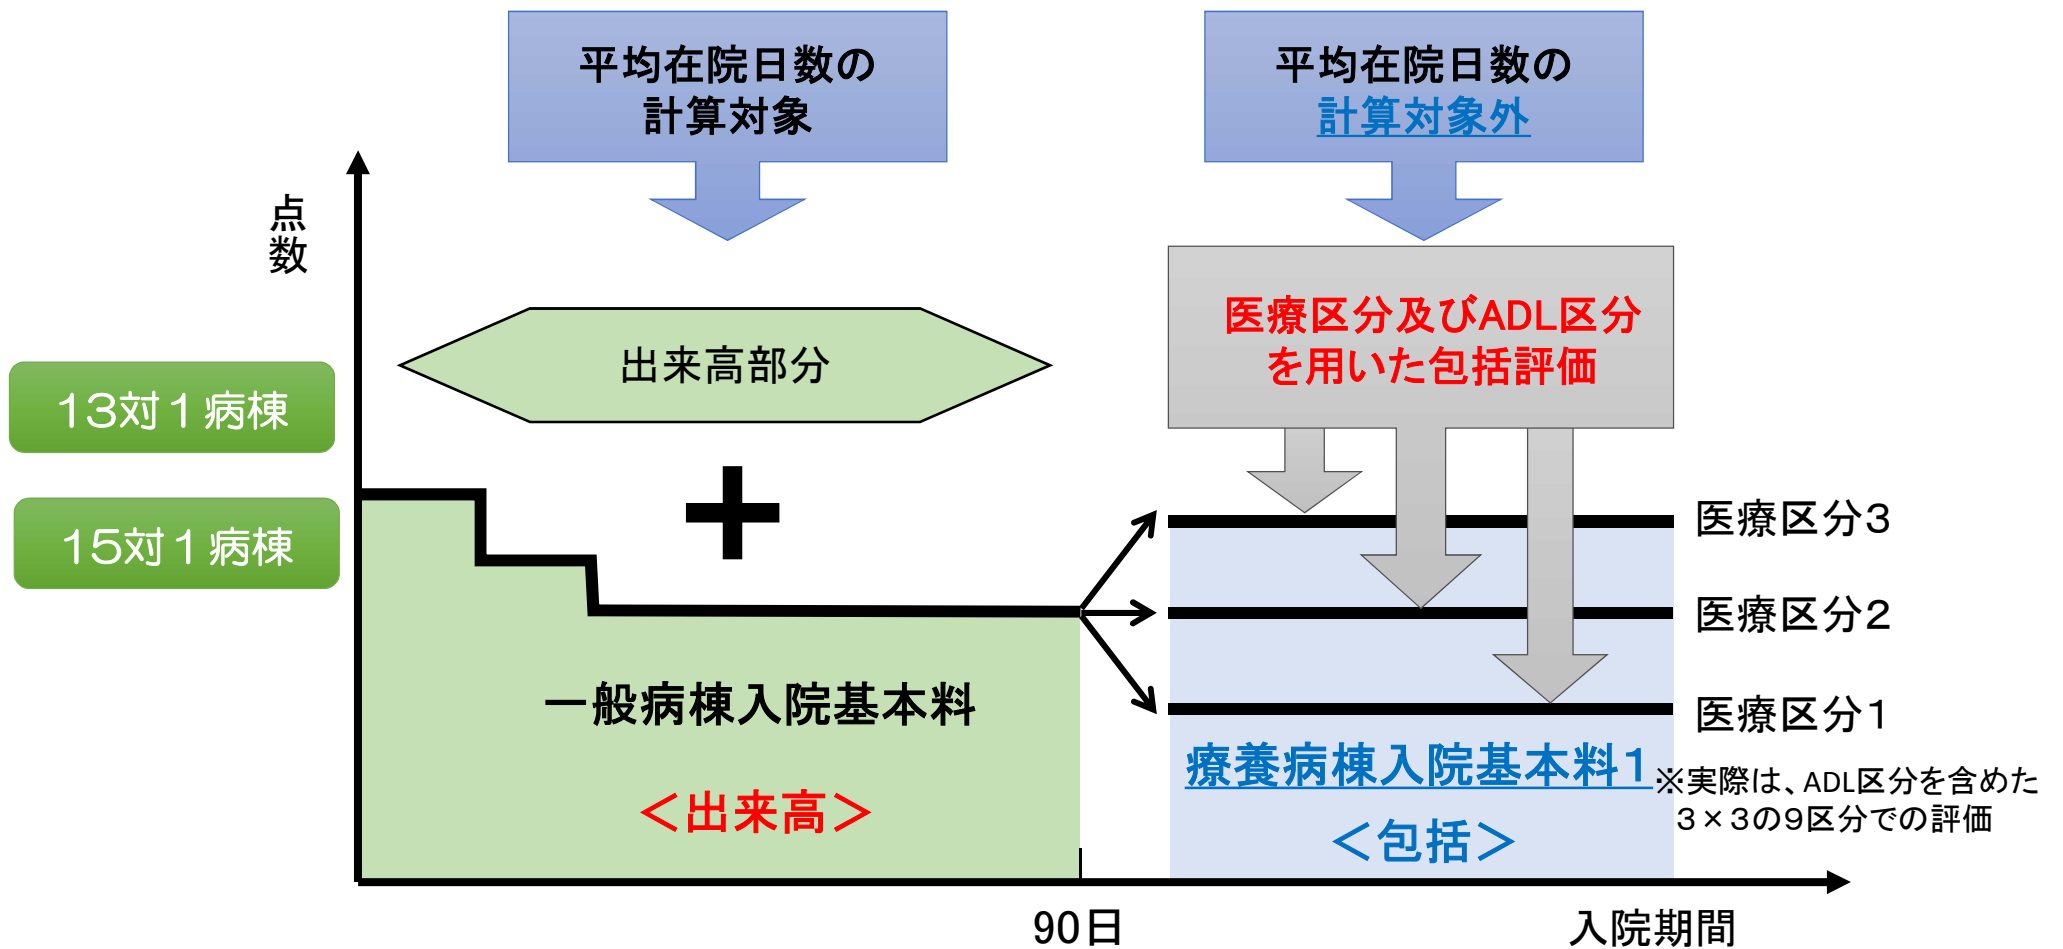 平均在院日数の
計算対象
平均在院日数の
計算対象外
点数
医療区分及びADL区分
を用いた包括評価
出来高部分
13対1病棟
15対1病棟
＋
医療区分3
医療区分2
医療区分1
一般病棟入院基本料
＜出来高＞
療養病棟入院基本料1
＜包括＞
※実際は、ADL区分を含めた
3×3の9区分での評価
90日
入院期間